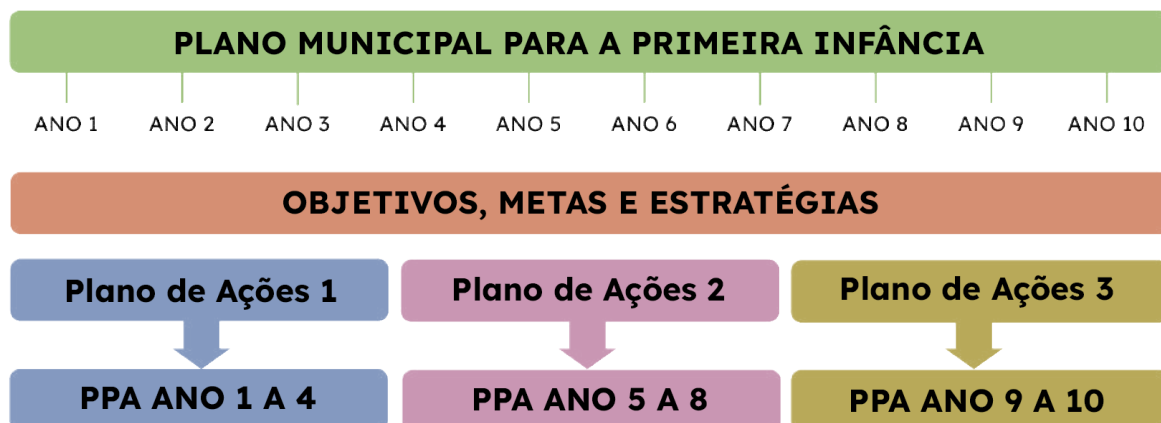 PLANO MUNICIPAL PARA A PRIMEIRA INFÂNCIA
ANO 1 ANO 2 ANO 3 ANO 4 ANO 5 ANO 6 ANO 7 ANO 8 ANO 9 ANO 10
OBJETIVOS, METAS E ESTRATÉGIAS
Plano de Ações 1 Plano de Ações 2 Plano de Ações 3
PPA ANO 1 A 4 PPA ANO 5 A 8 PPA ANO 9 A 10